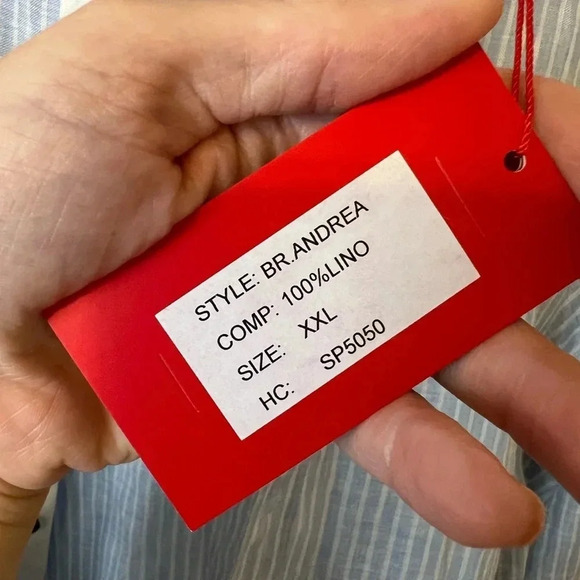 STYLE: BR.ANDREA
COMP: 100%LINO
SIZE: XXL
HC: SP5050